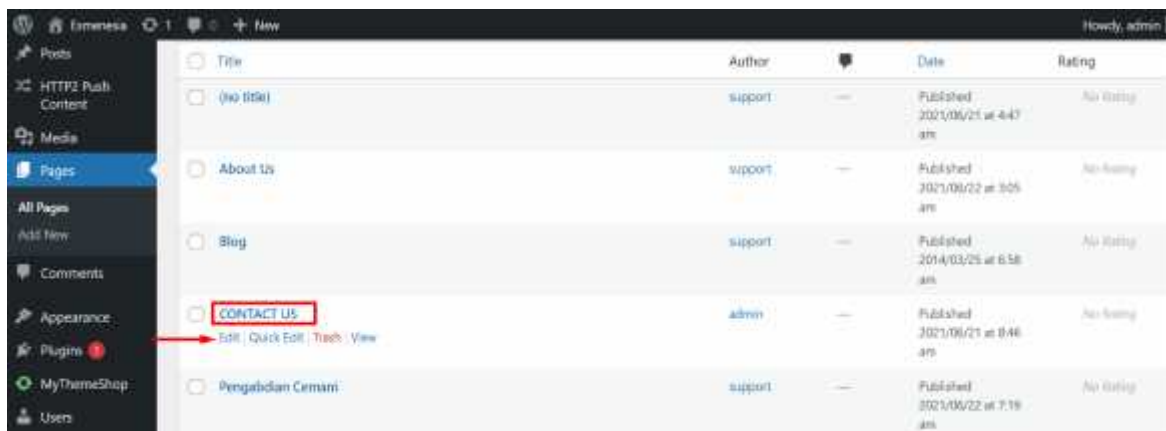 Esmenesia 1 0 New Howdy, admin
Posts
HTTP2 Push
Content
Media
Pages
All Pages
Add New
Comments
Appearance
Plugins 1
MyThemeShop
Users
Title Author Date Rating
(no title) support — Published No Rating
2021/06/21 at 4:47
am
About Us support — Published No Rating
2021/06/22 at 3:05
am
Blog support — Published No Rating
2014/03/25 at 6:58
am
CONTACT US admin — Published No Rating
Edit | Quick Edit | Trash | View 2021/06/21 at 8:46
am
Pengabdian Cemani support — Published No Rating
2021/06/22 at 7:19
am